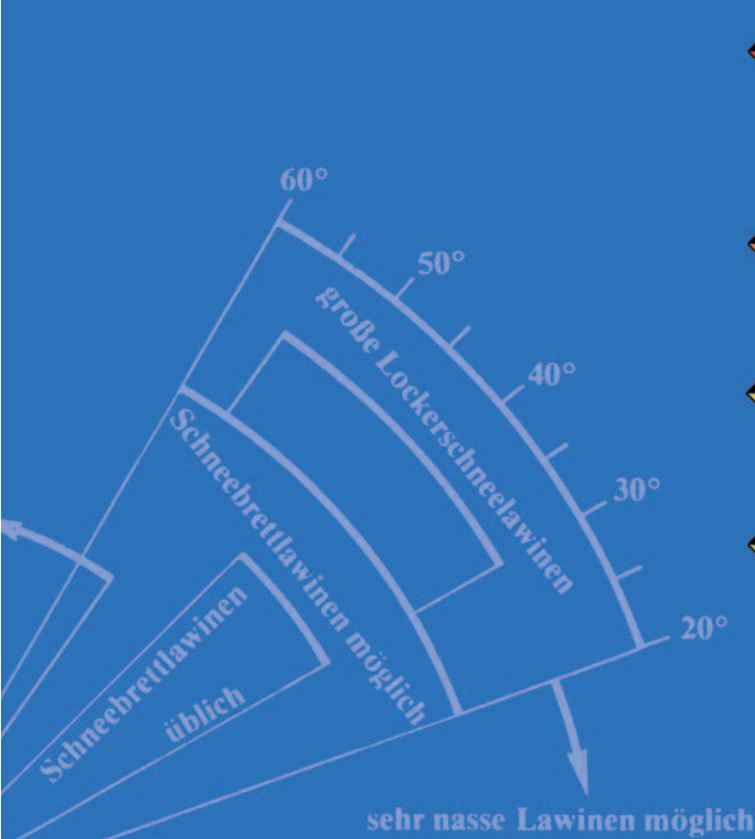 60°
50°
große Lockerschneelawinen
40°
Schneebrettlawinen möglich
30°
Schneebrettlawinen
üblich
20°
sehr nasse Lawinen möglich